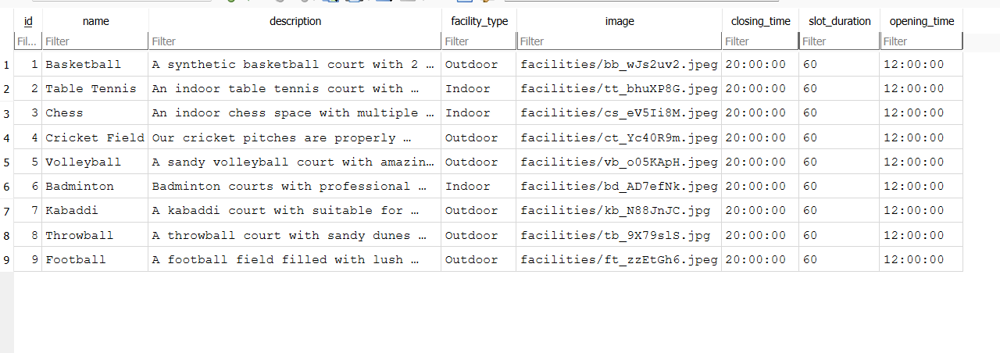 id name description facility_type image closing_time slot_duration opening_time
Fil... Filter Filter Filter Filter Filter Filter Filter
1 1 Basketball A synthetic basketball court with 2 … Outdoor facilities/bb_wJs2uv2.jpeg 20:00:00 60 12:00:00
2 2 Table Tennis An indoor table tennis court with … Indoor facilities/tt_bhuXP8G.jpeg 20:00:00 60 12:00:00
3 3 Chess An indoor chess space with multiple … Indoor facilities/cs_eV5Ii8M.jpeg 20:00:00 60 12:00:00
4 4 Cricket Field Our cricket pitches are properly … Outdoor facilities/ct_Yc40R9m.jpeg 20:00:00 60 12:00:00
5 5 Volleyball A sandy volleyball court with amazin… Outdoor facilities/vb_o05KApH.jpeg 20:00:00 60 12:00:00
6 6 Badminton Badminton courts with professional … Indoor facilities/bd_AD7efNk.jpeg 20:00:00 60 12:00:00
7 7 Kabaddi A kabaddi court with suitable for … Outdoor facilities/kb_N88JnJC.jpg 20:00:00 60 12:00:00
8 8 Throwball A throwball court with sandy dunes … Outdoor facilities/tb_9X79slS.jpg 20:00:00 60 12:00:00
9 9 Football A football field filled with lush … Outdoor facilities/ft_zzEtGh6.jpeg 20:00:00 60 12:00:00